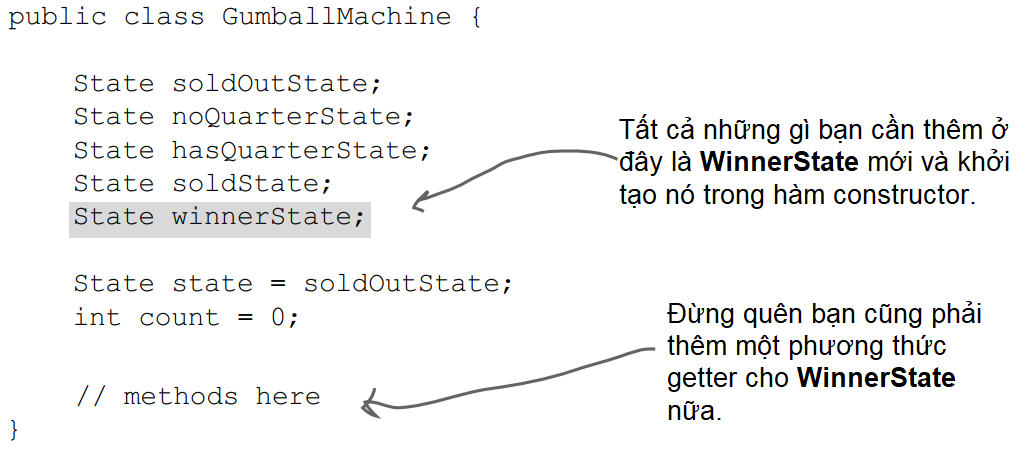 public class GumballMachine {
State soldOutState;
State noQuarterState;
State hasQuarterState;
State soldState;
State winnerState;
Tất cả những gì bạn cần thêm ở
đây là WinnerState mới và khởi
tạo nó trong hàm constructor.
State state = soldOutState;
int count = 0;
// methods here
}
Đừng quên bạn cũng phải
thêm một phương thức
getter cho WinnerState
nữa.